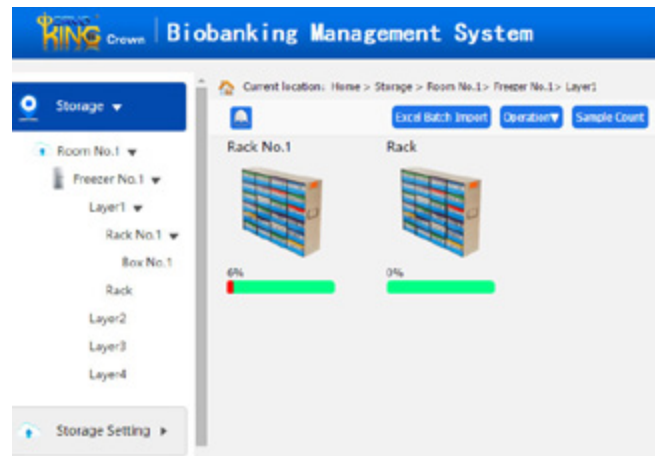 KING Crown Biobanking Management System
Current location: Home > Storage > Room No.1 > Freezer No.1 > Layer1
Storage
Excel Batch Import Operation Sample Count
Rack No.1 Rack
Room No.1
Freezer No.1
Layer1
Rack No.1
Box No.1
Rack
Layer2
Layer3
Layer4
6% 0%
Storage Setting